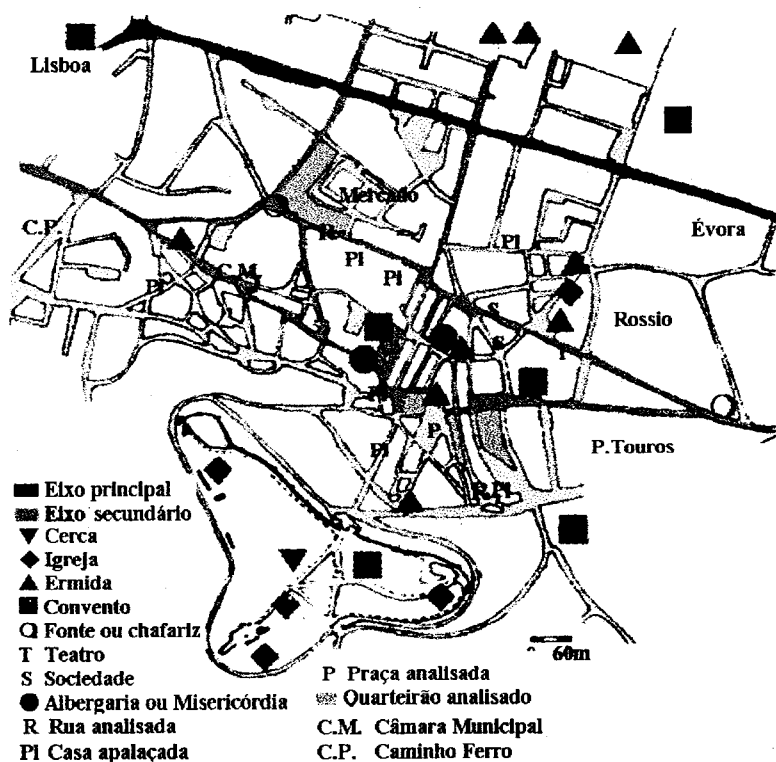 Lisboa
Mercado
C.P.
R
Évora
Pl
Pl
Pl
Pl
C.M.
S
Rossio
S
T
P.Touros
Pl
P
R
Pl
Eixo principal
Eixo secundário
Cerca
Igreja
Ermida
Convento
Fonte ou chafariz
T Teatro
S Sociedade
Albergaria ou Misericórdia
R Rua analisada
Pl Casa apalaçada
60m
P Praça analisada
Quarteirão analisado
C.M. Câmara Municipal
C.P. Caminho Ferro